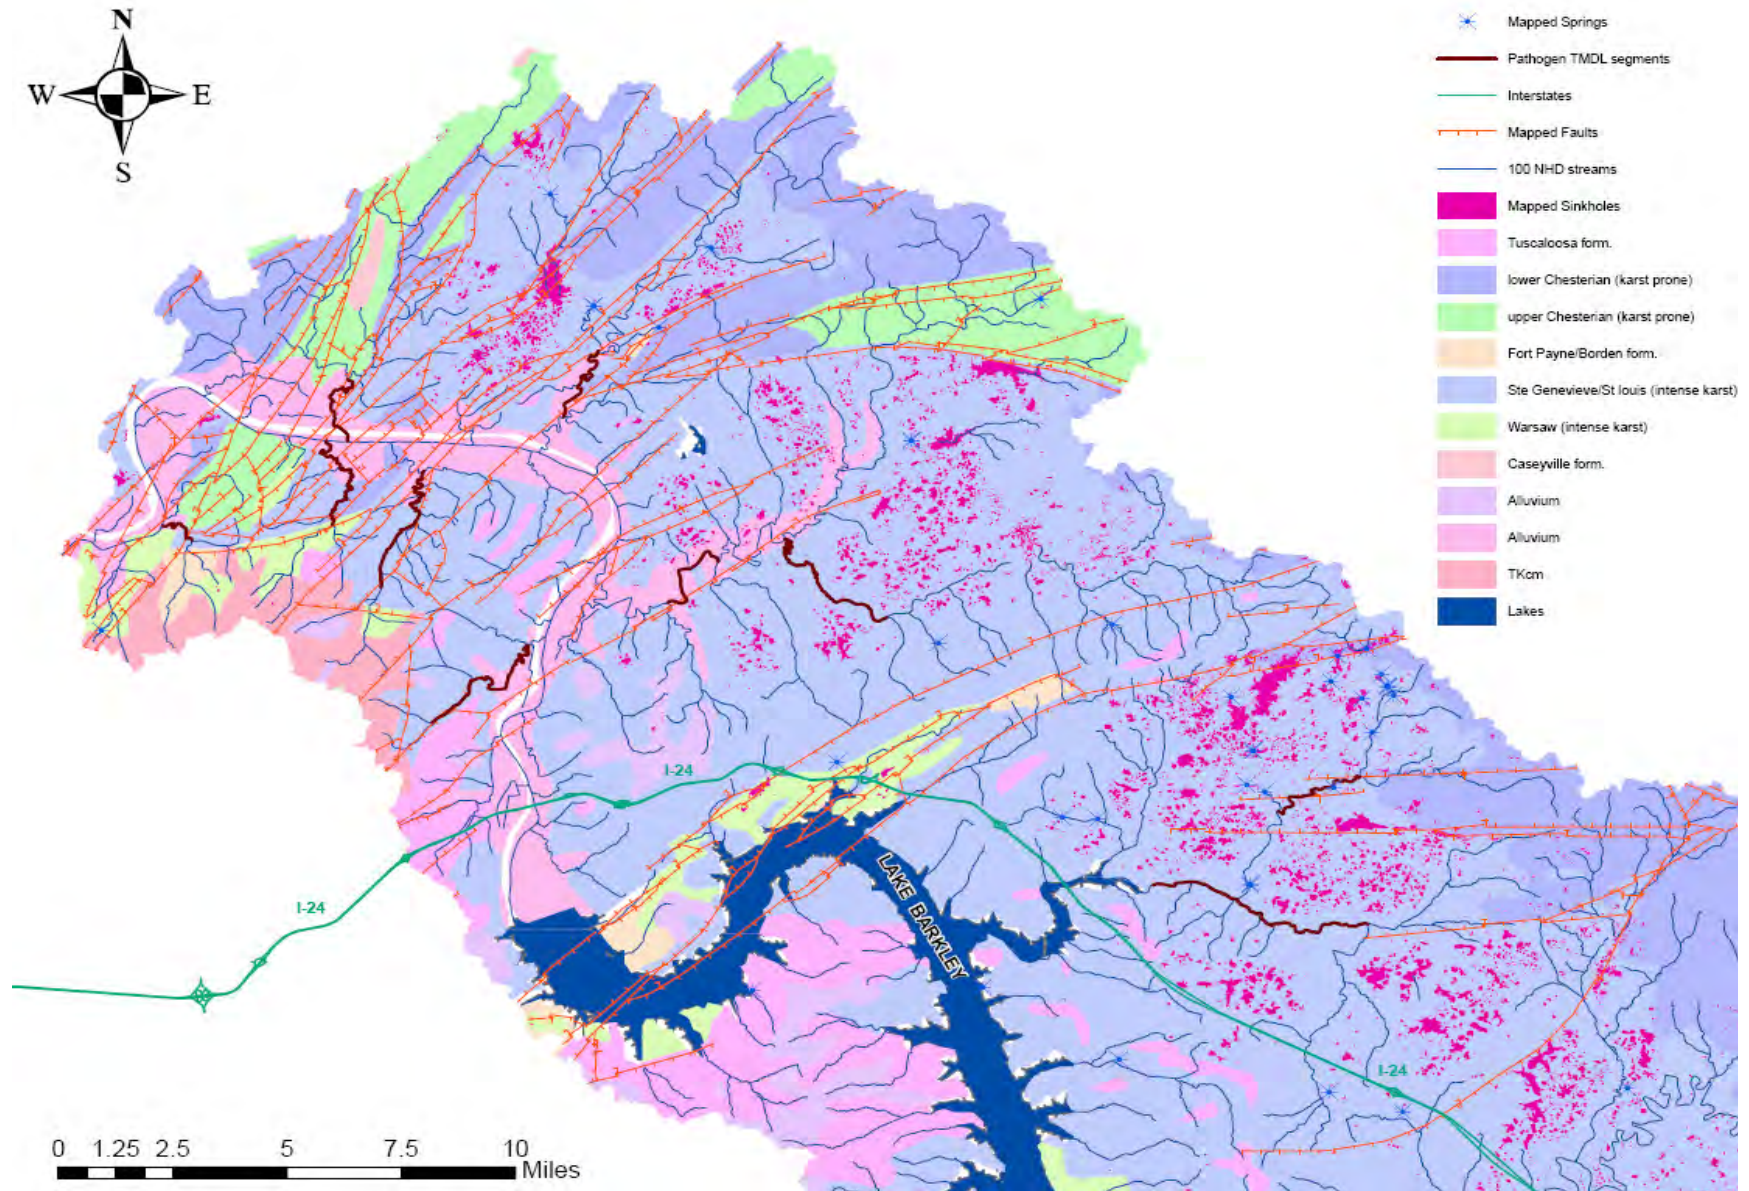 N
W E
S
Mapped Springs
Pathogen TMDL segments
Interstates
Mapped Faults
100 NHD streams
Mapped Sinkholes
Tuscaloosa form.
lower Chesterian (karst prone)
upper Chesterian (karst prone)
Fort Payne/Borden form.
Ste Genevieve/St louis (intense karst)
Warsaw (intense karst)
Caseyville form.
Alluvium
Alluvium
TKcm
Lakes
I-24
I-24
LAKE BARKLEY
I-24
0 1.25 2.5 5 7.5 10
Miles